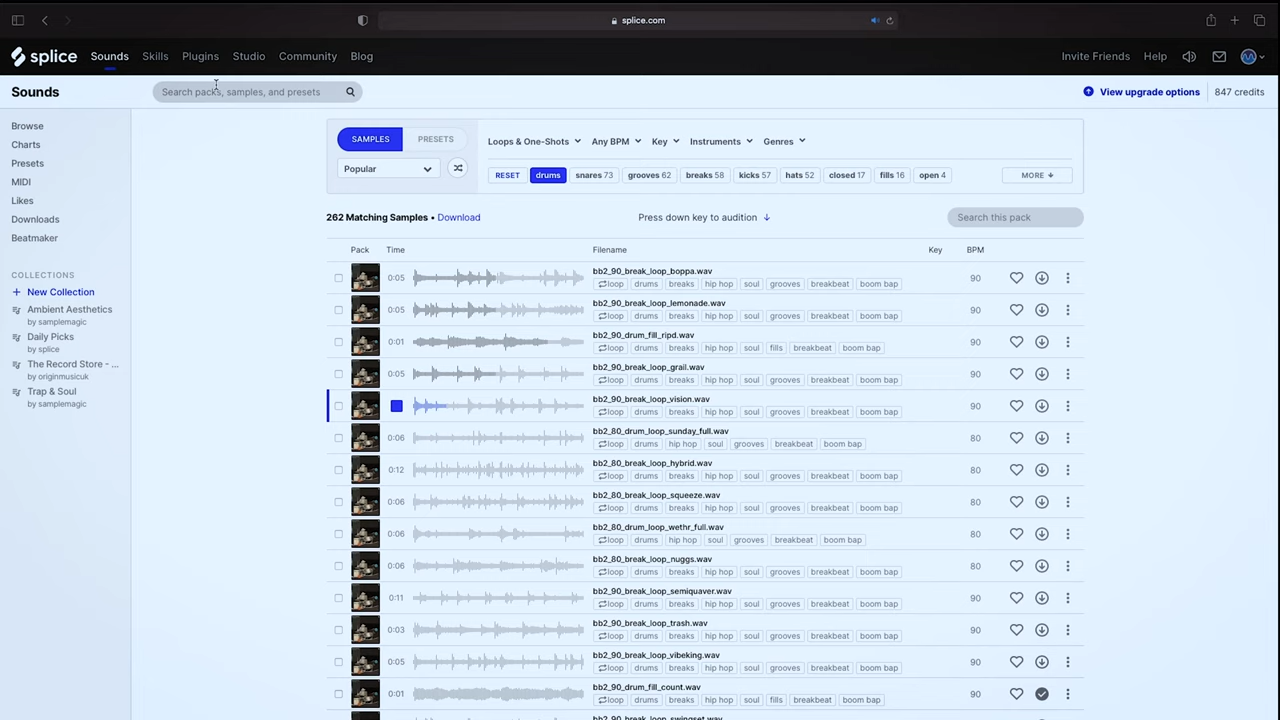 splice.com
splice Sounds Skills Plugins Studio Community Blog Invite Friends Help
Sounds Search packs, samples, and presets View upgrade options 847 credits
Browse
Charts
Presets
MIDI
Likes
Downloads
Beatmaker
COLLECTIONS
+ New Collection
Ambient Aesthetics
by samplemagic
Daily Picks
by splice
The Record Store - ...
by originmusicuk
Trap & Soul
by samplemagic
SAMPLES PRESETS Loops & One-Shots Any BPM Key Instruments Genres
Popular RESET drums snares 73 grooves 62 breaks 58 kicks 57 hats 52 closed 17 fills 16 open 4 MORE
262 Matching Samples • Download Press down key to audition Search this pack
Pack Time Filename Key BPM
0:05 bb2_90_break_loop_boppa.wav 90
loop drums breaks hip hop soul grooves breakbeat boom bap
0:05 bb2_90_break_loop_lemonade.wav 90
loop drums breaks hip hop soul grooves breakbeat boom bap
0:01 bb2_90_drum_fill_ripd.wav 90
loop drums breaks hip hop soul fills breakbeat boom bap
0:05 bb2_90_break_loop_grail.wav 90
loop drums breaks hip hop soul grooves breakbeat boom bap
bb2_90_break_loop_vision.wav 90
loop drums breaks hip hop soul grooves breakbeat boom bap
0:06 bb2_80_drum_loop_sunday_full.wav 80
loop drums hip hop soul grooves breakbeat boom bap
0:12 bb2_80_break_loop_hybrid.wav 80
loop drums breaks hip hop soul grooves breakbeat boom bap
0:06 bb2_80_break_loop_squeeze.wav 80
loop drums breaks hip hop soul grooves breakbeat boom bap
0:06 bb2_80_drum_loop_wethr_full.wav 80
loop drums hip hop soul grooves breakbeat boom bap
bb2_80_break_loop_nuggs.wav 80
loop drums breaks hip hop soul grooves breakbeat boom bap
0:11 bb2_90_break_loop_semiquaver.wav 90
loop drums breaks hip hop soul grooves breakbeat boom bap
0:03 bb2_90_break_loop_trash.wav 90
loop drums breaks hip hop soul grooves breakbeat boom bap
0:05 bb2_90_break_loop_vibeking.wav 90
loop drums breaks hip hop soul grooves breakbeat boom bap
0:01 bb2_90_drum_fill_count.wav 90
loop drums breaks hip hop soul fills breakbeat boom bap
bb2_90_break_loop_swingset.wav